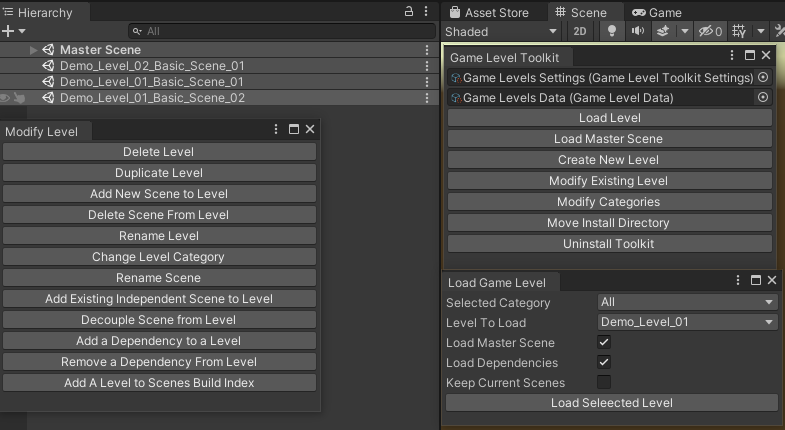 Hierarchy
All
Master Scene
Demo_Level_02_Basic_Scene_01
Demo_Level_01_Basic_Scene_01
Demo_Level_01_Basic_Scene_02
Modify Level
Delete Level
Duplicate Level
Add New Scene to Level
Delete Scene From Level
Rename Level
Change Level Category
Rename Scene
Add Existing Independent Scene to Level
Decouple Scene from Level
Add a Dependency to a Level
Remove a Dependency From Level
Add A Level to Scenes Build Index
Asset Store Scene Game
Shaded 2D 0
Game Level Toolkit
Game Levels Settings (Game Level Toolkit Settings)
Game Levels Data (Game Level Data)
Load Level
Load Master Scene
Create New Level
Modify Existing Level
Modify Categories
Move Install Directory
Uninstall Toolkit
Load Game Level
Selected Category All
Level To Load Demo_Level_01
Load Master Scene
Load Dependencies
Keep Current Scenes
Load Seleected Level